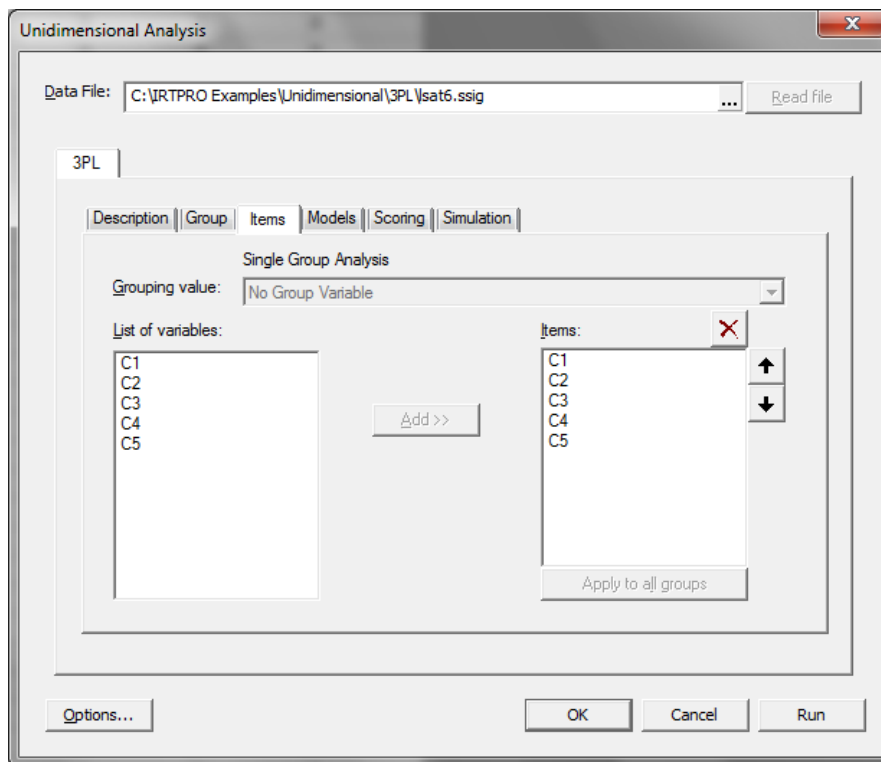 Unidimensional Analysis
Data File: C:\IRTPRO Examples\Unidimensional\3PL\lsat6.ssig ... Read file
3PL
Description Group Items Models Scoring Simulation
Single Group Analysis
Grouping value: No Group Variable
List of variables: Items:
C1 C1
C2 C2
C3 C3
C4 C4
C5 C5
Add >>
Apply to all groups
Options... OK Cancel Run